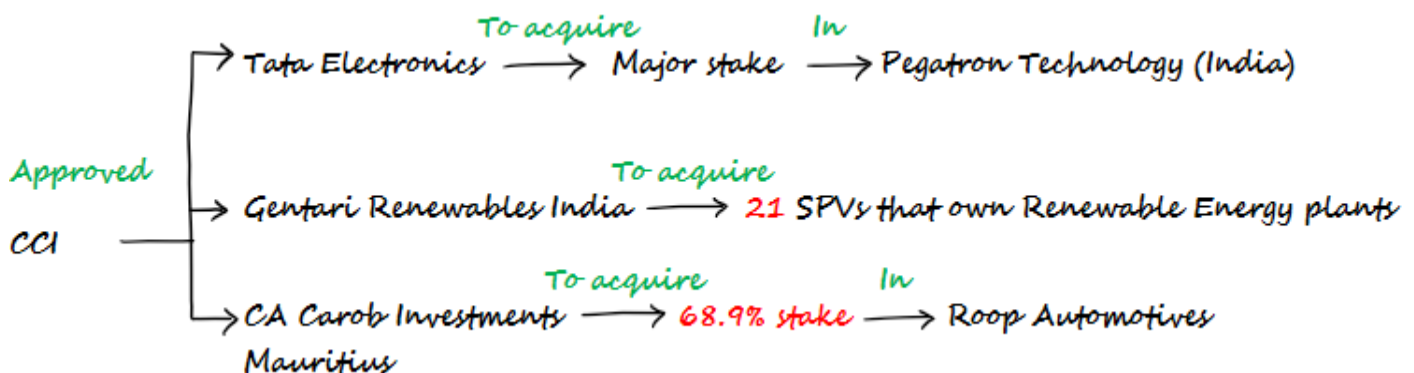 To acquire In
Tata Electronics Major stake Pegatron Technology (India)
Approved To acquire
Gentari Renewables India 21 SPVs that own Renewable Energy plants
CCI
To acquire In
CA Carob Investments 68.9% stake Roop Automotives
Mauritius